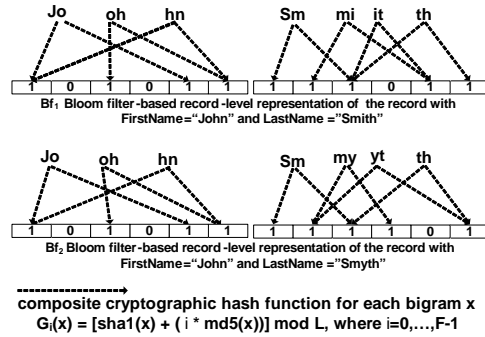 Jo oh hn Sm mi it th
1 0 1 0 1 1 1 1 1 0 1 1
Bf1 Bloom filter-based record-level representation of the record with
FirstName="John" and LastName ="Smith"
Jo oh hn Sm my yt th
1 0 1 0 1 1 1 1 1 1 0 1
Bf2 Bloom filter-based record-level representation of the record with
FirstName="John" and LastName ="Smyth"
composite cryptographic hash function for each bigram x
Gi(x) = [sha1(x) + ( i * md5(x))] mod L, where i=0,…,F-1